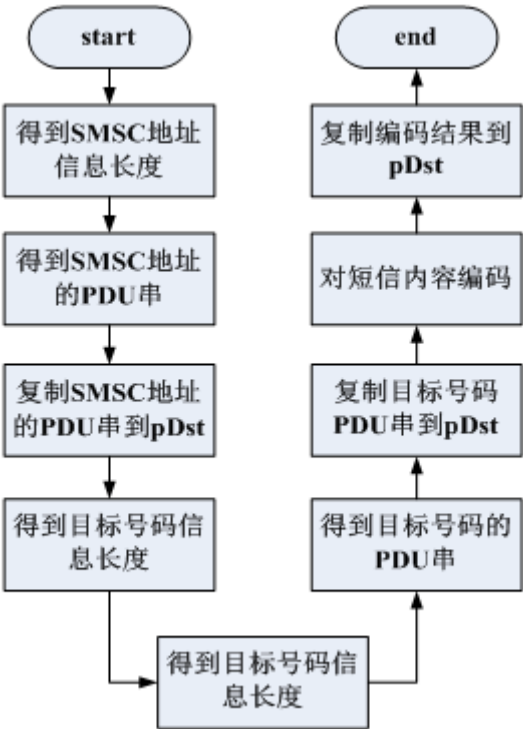 start
得到SMSC地址
信息长度
得到SMSC地址
的PDU串
复制SMSC地址
的PDU串到pDst
得到目标号码信
息长度
得到目标号码信
息长度
得到目标号码的
PDU串
复制目标号码
PDU串到pDst
对短信内容编码
复制编码结果到
pDst
end